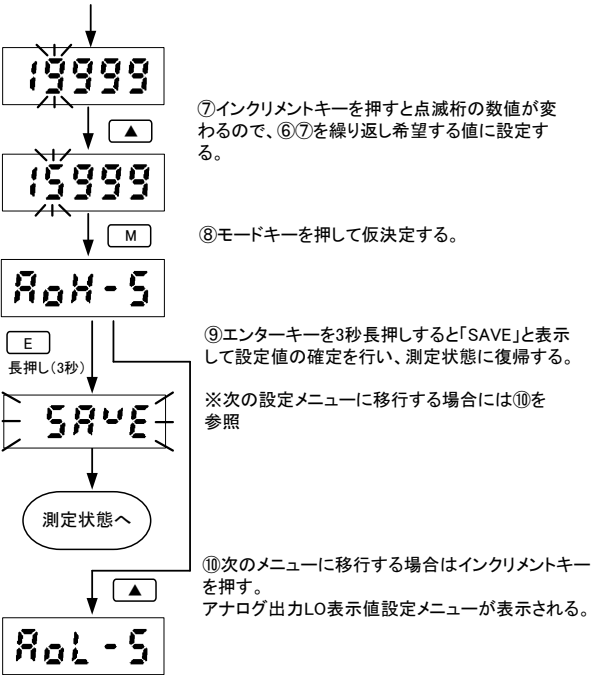 19999
⑦インクリメントキーを押すと点滅桁の数値が変
わるので、⑥⑦を繰り返し希望する値に設定す
る。
▲
15999
M
⑧モードキーを押して仮決定する。
AoH-S
E
長押し(3秒)
⑨エンターキーを3秒長押しすると「SAVE」と表示
して設定値の確定を行い、測定状態に復帰する。
※次の設定メニューに移行する場合には⑩を
参照
SAvE
測定状態へ
⑩次のメニューに移行する場合はインクリメントキー
を押す。
アナログ出力LO表示値設定メニューが表示される。
▲
AoL-S